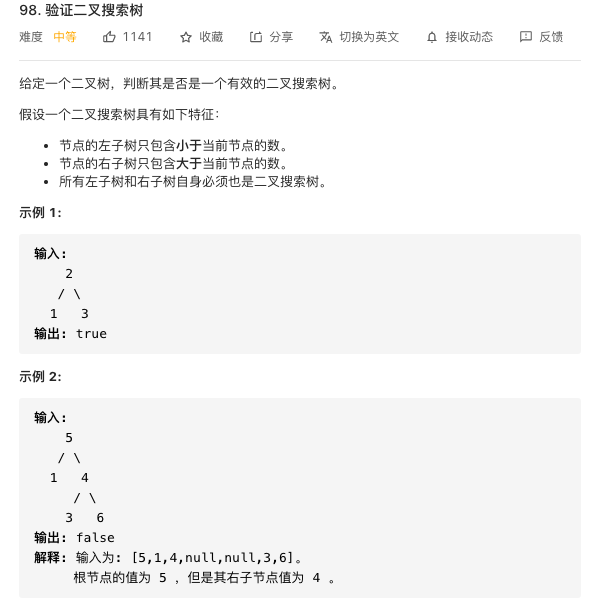 98. 验证二叉搜索树
难度 中等 1141 收藏 分享 切换为英文 接收动态 反馈
给定一个二叉树，判断其是否是一个有效的二叉搜索树。
假设一个二叉搜索树具有如下特征：
• 节点的左子树只包含小于当前节点的数。
• 节点的右子树只包含大于当前节点的数。
• 所有左子树和右子树自身必须也是二叉搜索树。
示例 1:
输入:
    2
   / \
  1   3
输出: true
示例 2:
输入:
    5
   / \
  1   4
     / \
    3   6
输出: false
解释: 输入为: [5,1,4,null,null,3,6]。
     根节点的值为 5 ，但是其右子节点值为 4 。